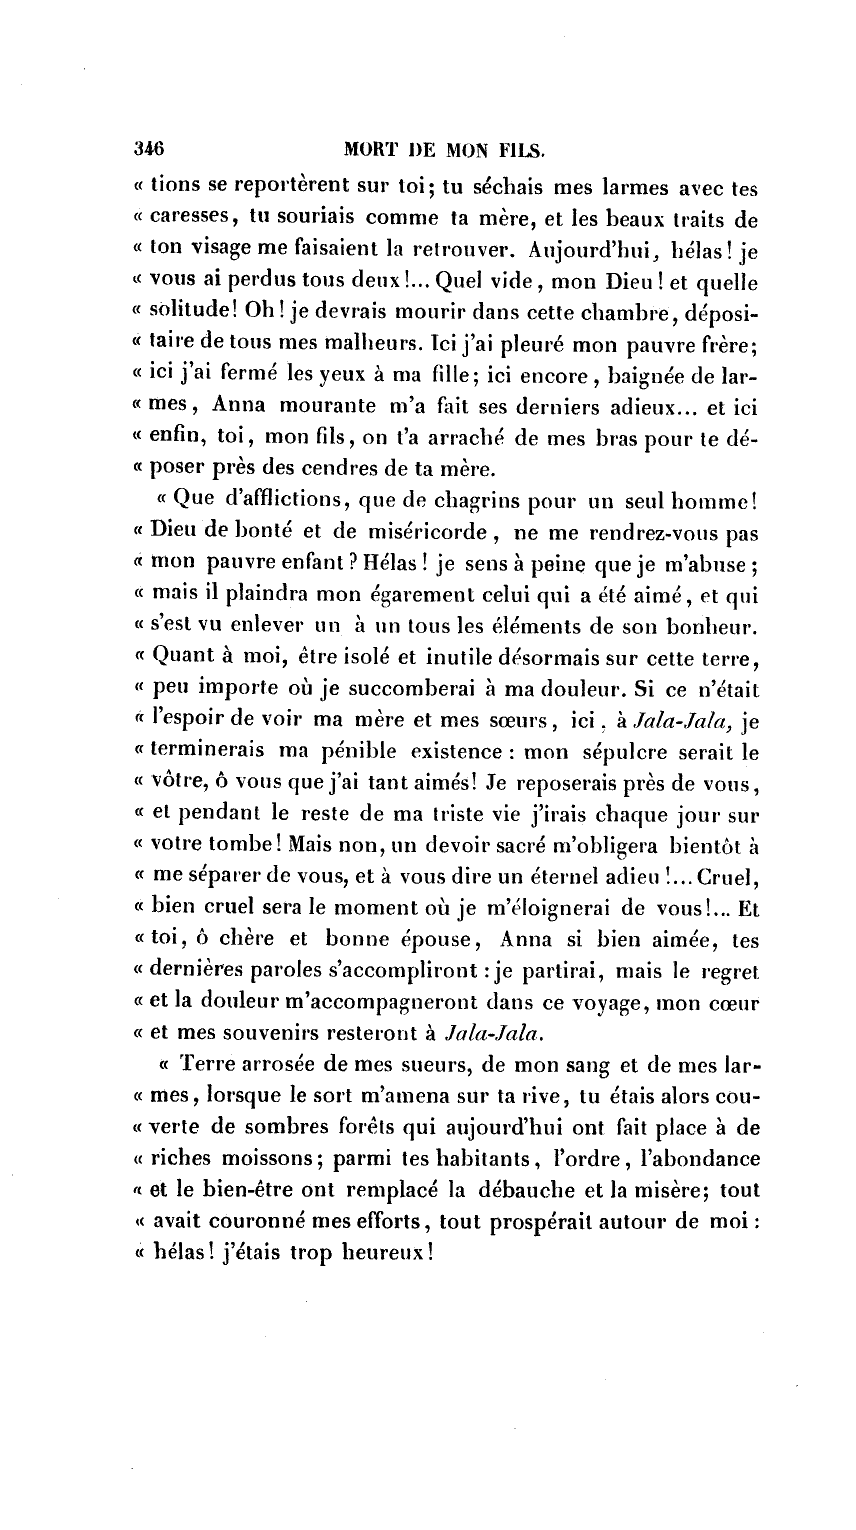 346 MORT DE MON FILS.
« tions se reportèrent sur toi; tu séchais mes larmes avec tes
« caresses, tu souriais comme ta mère, et les beaux traits de
« ton visage me faisaient la retrouver. Aujourd'hui, hélas! je
« vous ai perdus tous deux!... Quel vide, mon Dieu! et quelle
« solitude! Oh! je devrais mourir dans cette chambre, déposi-
« taire de tous mes malheurs. Ici j'ai pleuré mon pauvre frère;
« ici j'ai fermé les yeux à ma fille; ici encore, baignée de lar-
« mes, Anna mourante m'a fait ses derniers adieux... et ici
« enfin, toi, mon fils, on t'a arraché de mes bras pour te dé-
« poser près des cendres de ta mère.
« Que d'afflictions, que de chagrins pour un seul homme!
« Dieu de bonté et de miséricorde, ne me rendrez-vous pas
« mon pauvre enfant? Hélas! je sens à peine que je m'abuse;
« mais il plaindra mon égarement celui qui a été aimé, et qui
« s'est vu enlever un à un tous les éléments de son bonheur.
« Quant à moi, être isolé et inutile désormais sur cette terre,
« peu importe où je succomberai à ma douleur. Si ce n'était
« l'espoir de voir ma mère et mes sœurs, ici, à Jala-Jala, je
« terminerais ma pénible existence : mon sépulcre serait le
« vôtre, ô vous que j'ai tant aimés! Je reposerais près de vous,
« et pendant le reste de ma triste vie j'irais chaque jour sur
« votre tombe! Mais non, un devoir sacré m'obligera bientôt à
« me séparer de vous, et à vous dire un éternel adieu!... Cruel,
« bien cruel sera le moment où je m'éloignerai de vous!... Et
« toi, ô chère et bonne épouse, Anna si bien aimée, tes
« dernières paroles s'accompliront : je partirai, mais le regret
« et la douleur m'accompagneront dans ce voyage, mon cœur
« et mes souvenirs resteront à Jala-Jala.
« Terre arrosée de mes sueurs, de mon sang et de mes lar-
« mes, lorsque le sort m'amena sur ta rive, tu étais alors cou-
« verte de sombres forêts qui aujourd'hui ont fait place à de
« riches moissons; parmi tes habitants, l'ordre, l'abondance
« et le bien-être ont remplacé la débauche et la misère; tout
« avait couronné mes efforts, tout prospérait autour de moi :
« hélas! j'étais trop heureux!